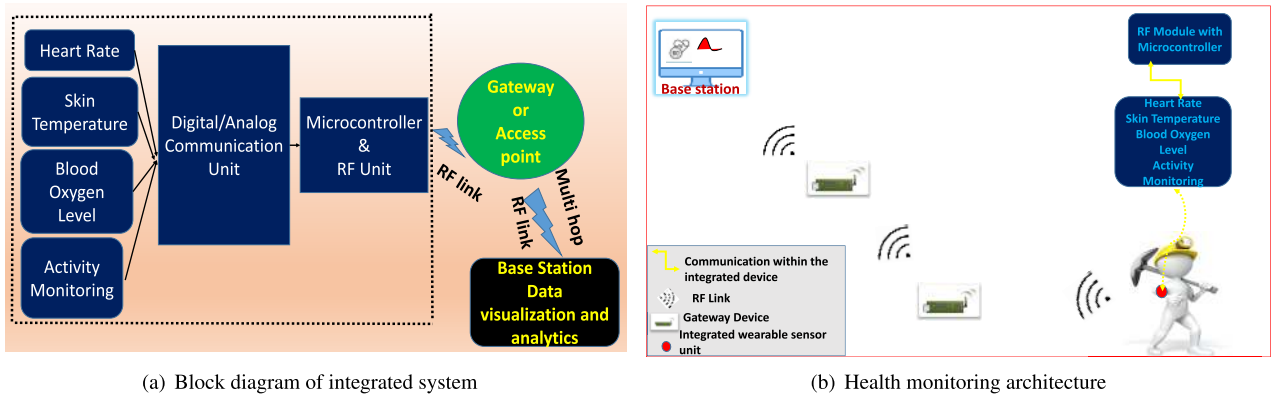 Heart Rate
Skin
Temperature
Blood
Oxygen
Level
Activity
Monitoring
Digital/Analog
Communication
Unit
Microcontroller
&
RF Unit
RF link
Gateway
or
Access
point
RF link
Multi hop
Base Station
Data
visualization and
analytics
(a) Block diagram of integrated system
Base station
RF Module with
Microcontroller
Heart Rate
Skin Temperature
Blood Oxygen
Level
Activity
Monitoring
Communication within the
integrated device
RF Link
Gateway Device
Integrated wearable sensor
unit
(b) Health monitoring architecture